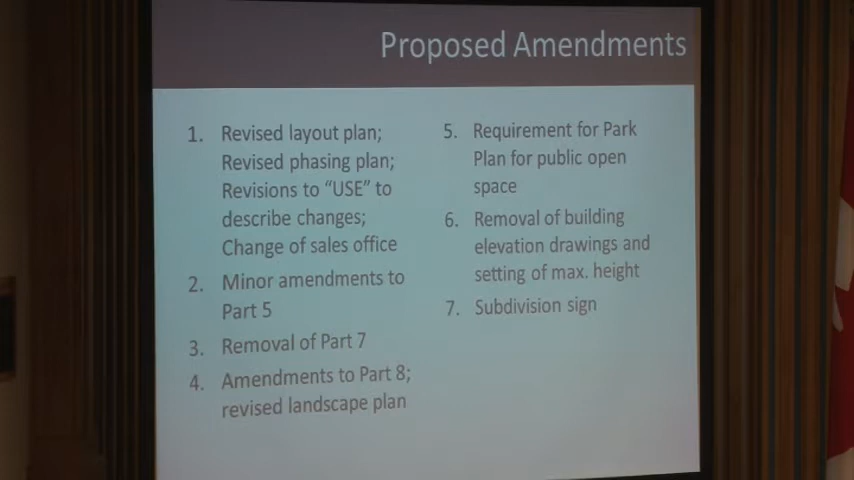 Proposed Amendments
1. Revised layout plan;
Revised phasing plan;
Revisions to “USE” to
describe changes;
Change of sales office
2. Minor amendments to
Part 5
3. Removal of Part 7
4. Amendments to Part 8;
revised landscape plan
5. Requirement for Park
Plan for public open
space
6. Removal of building
elevation drawings and
setting of max. height
7. Subdivision sign